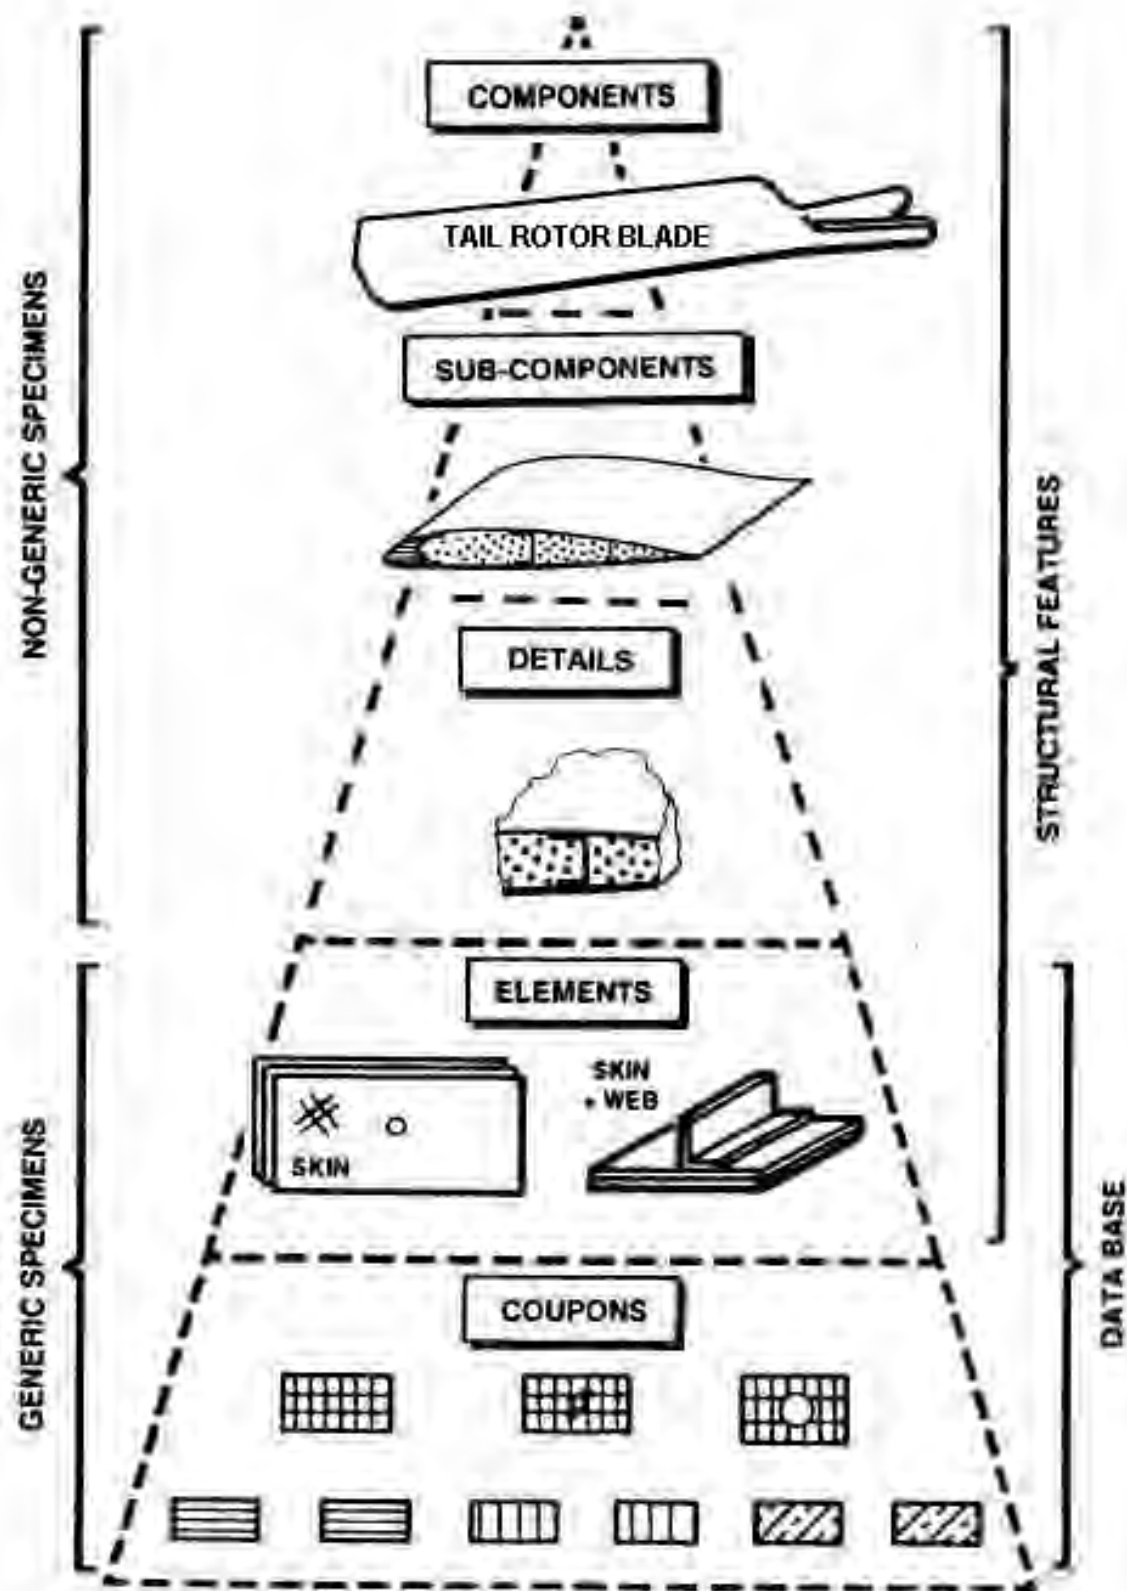 COMPONENTS
TAIL ROTOR BLADE
SUB-COMPONENTS
NON-GENERIC SPECIMENS
STRUCTURAL FEATURES
DETAILS
ELEMENTS
SKIN
+ WEB
SKIN
GENERIC SPECIMENS
DATA BASE
COUPONS